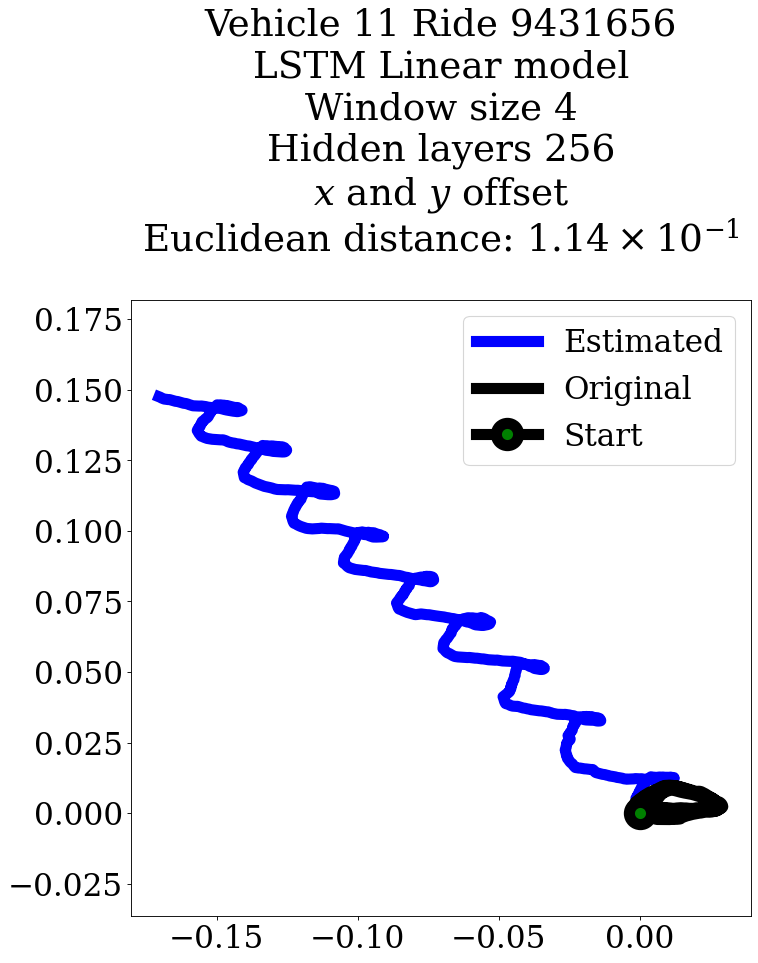 Vehicle 11 Ride 9431656
LSTM Linear model
Window size 4
Hidden layers 256
x and y offset
Euclidean distance: 1.14 × 10⁻¹
Estimated
Original
Start
0.175
0.150
0.125
0.100
0.075
0.050
0.025
0.000
−0.025
−0.15 −0.10 −0.05 0.00